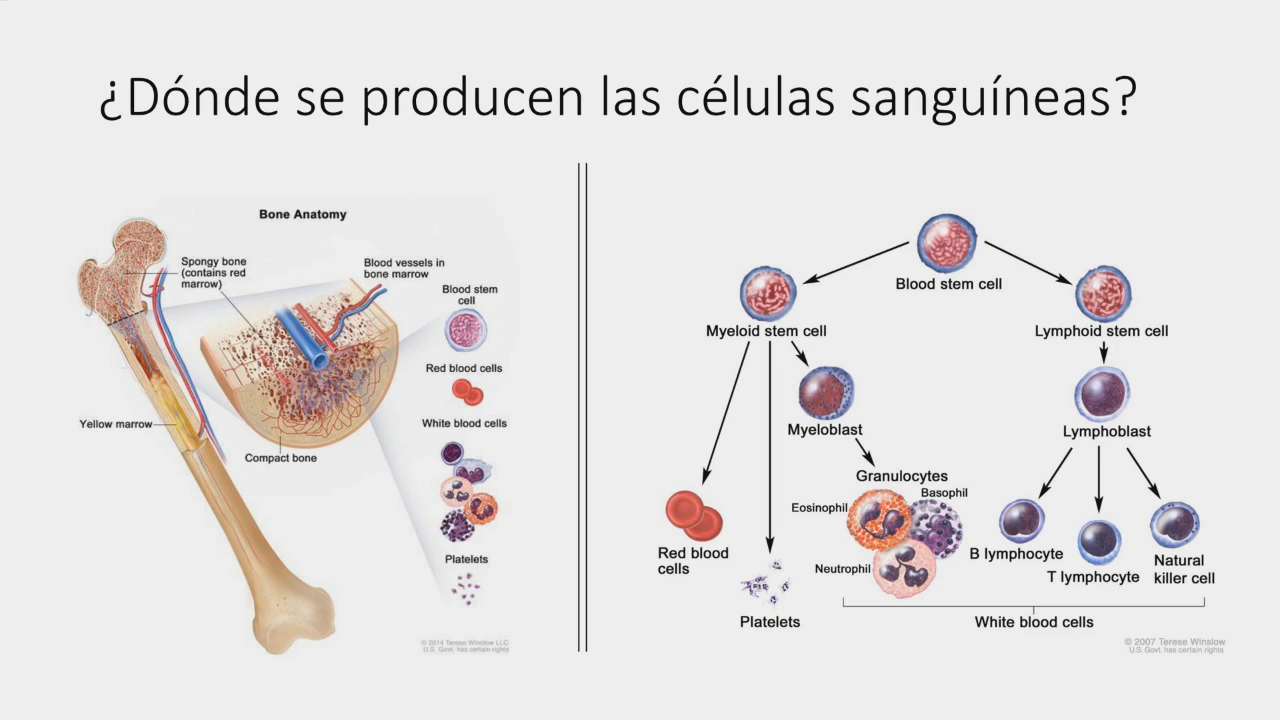 ¿Dónde se producen las células sanguíneas?
Bone Anatomy
Spongy bone
(contains red
marrow)
Blood vessels in
bone marrow
Blood stem
cell
Red blood cells
White blood cells
Yellow marrow
Compact bone
Platelets
© 2014 Terese Winslow LLC
U.S. Govt. has certain rights
Blood stem cell
Myeloid stem cell
Lymphoid stem cell
Myeloblast
Lymphoblast
Granulocytes
Basophil
Eosinophil
Neutrophil
Red blood
cells
Platelets
B lymphocyte
T lymphocyte
Natural
killer cell
White blood cells
© 2007 Terese Winslow
U.S. Govt. has certain rights